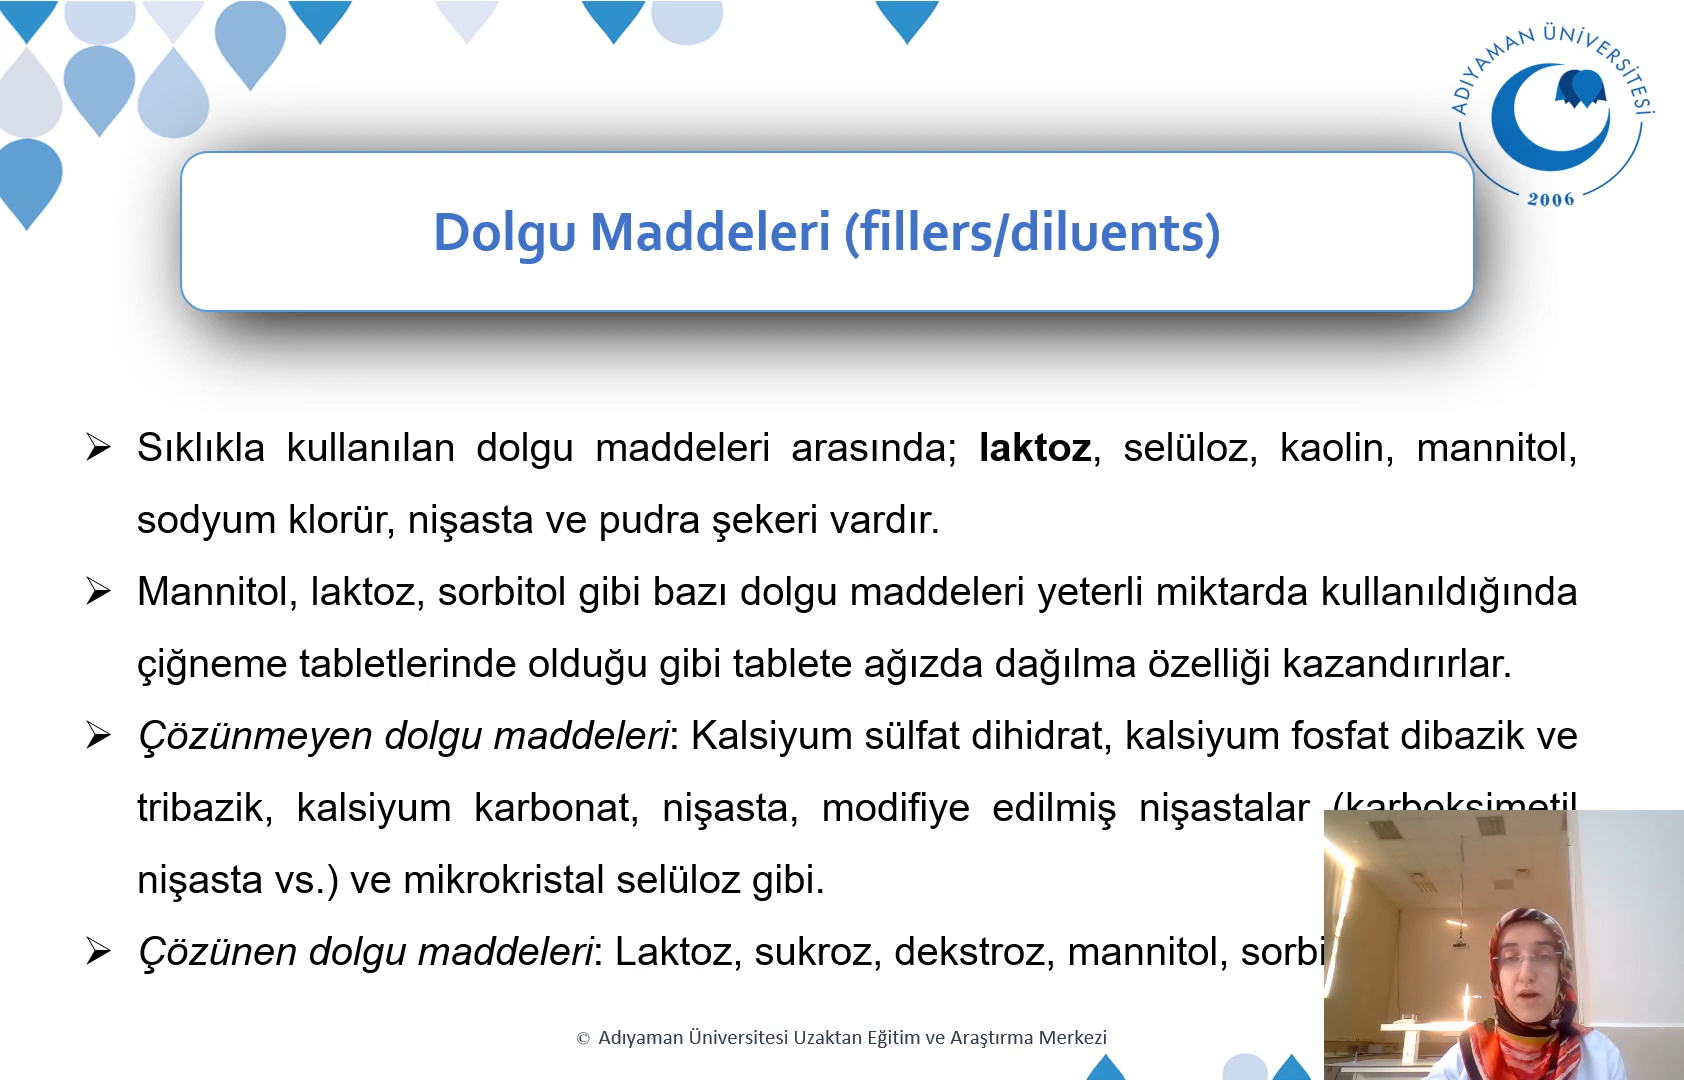 ADIYAMAN ÜNİVERSİTESİ
2006
Dolgu Maddeleri (fillers/diluents)
➢ Sıklıkla kullanılan dolgu maddeleri arasında; laktoz, selüloz, kaolin, mannitol,
sodyum klorür, nişasta ve pudra şekeri vardır.
➢ Mannitol, laktoz, sorbitol gibi bazı dolgu maddeleri yeterli miktarda kullanıldığında
çiğneme tabletlerinde olduğu gibi tablete ağızda dağılma özelliği kazandırırlar.
➢ Çözünmeyen dolgu maddeleri: Kalsiyum sülfat dihidrat, kalsiyum fosfat dibazik ve
tribazik, kalsiyum karbonat, nişasta, modifiye edilmiş nişastalar (karboksimetil
nişasta vs.) ve mikrokristal selüloz gibi.
➢ Çözünen dolgu maddeleri: Laktoz, sukroz, dekstroz, mannitol, sorbi
© Adıyaman Üniversitesi Uzaktan Eğitim ve Araştırma Merkezi